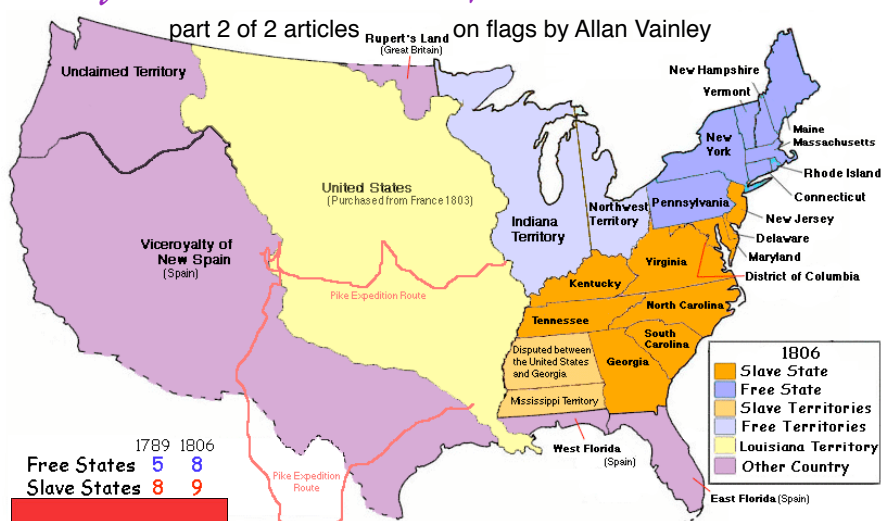 part 2 of 2 articles on flags by Allan Vainley
Rupert's Land
(Great Britain)
Unclaimed Territory
New Hampshire
Vermont
Maine
Massachusetts
New
York
Rhode Island
Connecticut
United States
(Purchased from France 1803)
Northwest
Territory
Pennsylvania
Indiana
Territory
New Jersey
Delaware
Maryland
District of Columbia
Viceroyalty of
New Spain
(Spain)
Virginia
Kentucky
Pike Expedition Route
North Carolina
Tennessee
South
Carolina
Disputed between
the United States
and Georgia
Georgia
Mississippi Territory
1806
Slave State
Free State
Slave Territories
Free Territories
Louisiana Territory
Other Country
West Florida
(Spain)
1789 1806
Free States 5 8
Slave States 8 9
Pike Expedition
Route
East Florida (Spain)